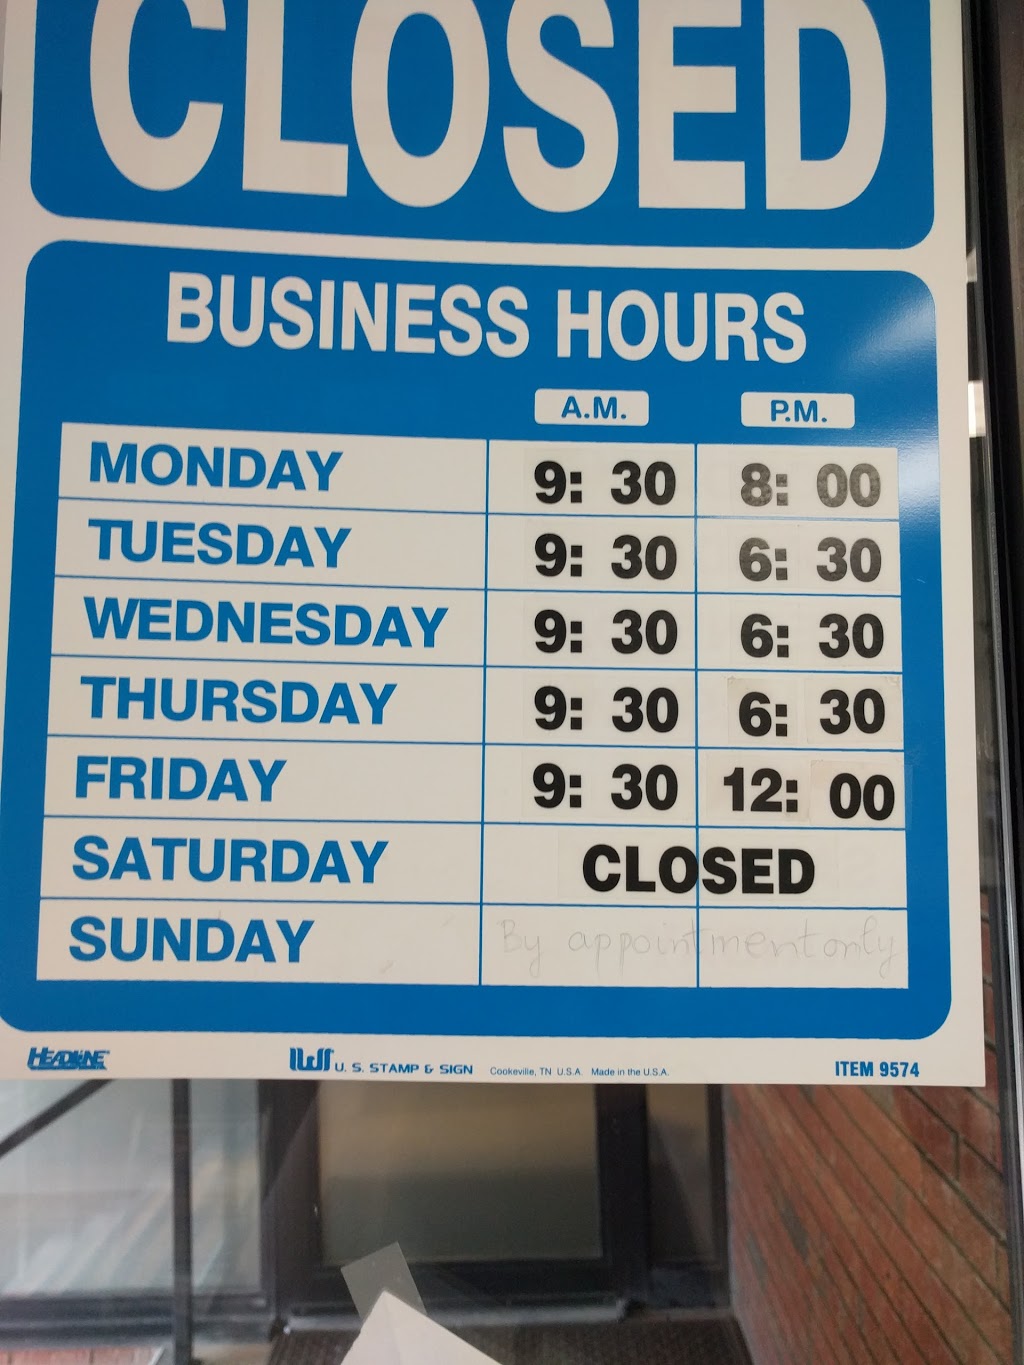 CLOSED
BUSINESS HOURS
A.M. P.M.
MONDAY 9: 30 8: 00
TUESDAY 9: 30 6: 30
WEDNESDAY 9: 30 6: 30
THURSDAY 9: 30 6: 30
FRIDAY 9: 30 12: 00
SATURDAY CLOSED
SUNDAY By appointment only
HEADLINE U. S. STAMP & SIGN Cookeville, TN U.S.A. Made in the U.S.A. ITEM 9574